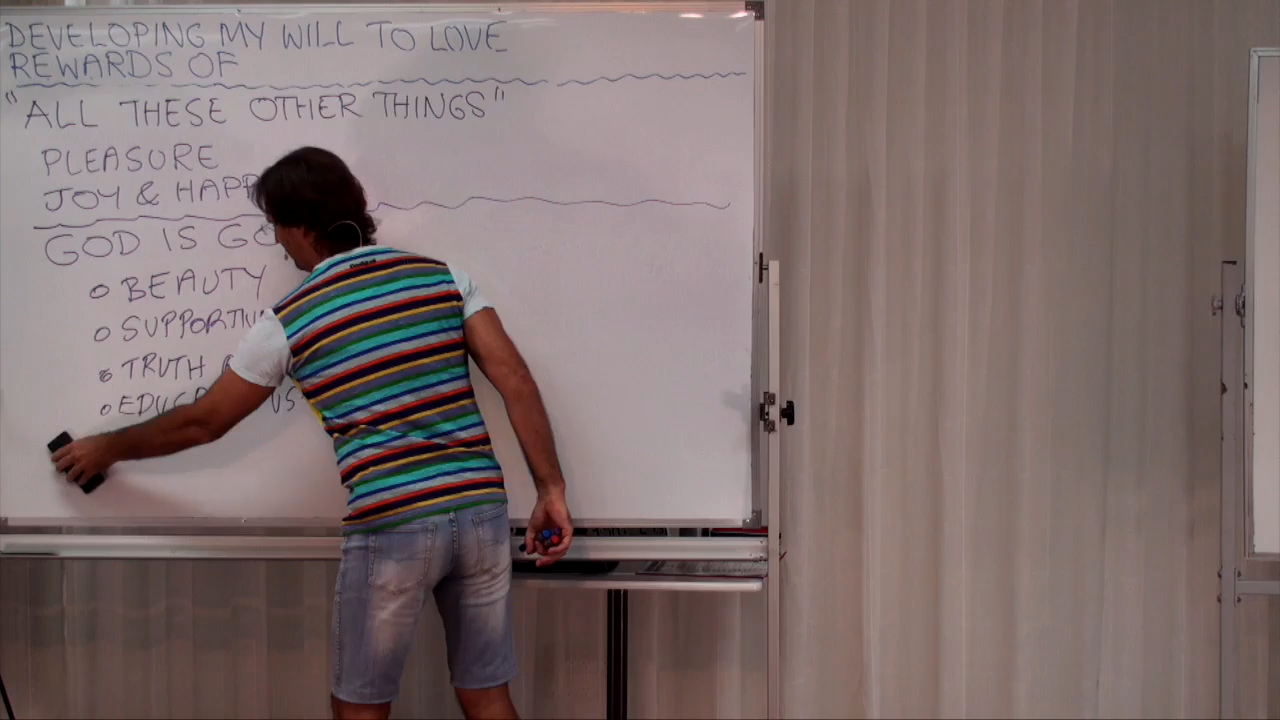 DEVELOPING MY WILL TO LOVE
REWARDS OF
"ALL THESE OTHER THINGS"
PLEASURE
JOY & HAPP
GOD IS GO
o BEAUTY
o SUPPORTIV
o TRUTH
o EDUCA